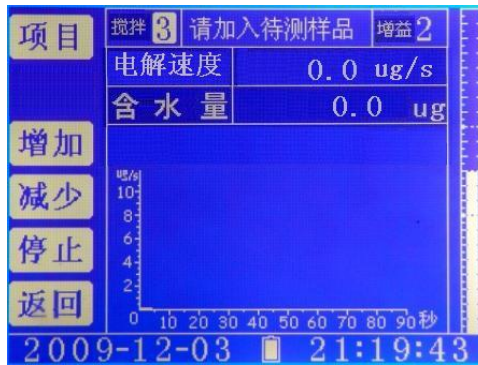 项目
搅拌 3 请加入待测样品 增益 2
电解速度 0.0 ug/s
含水量 0.0 ug
增加
减少
停止
返回
ug/s
10
8
6
4
2
0 10 20 30 40 50 60 70 80 90 秒
2009-12-03 21:19:43